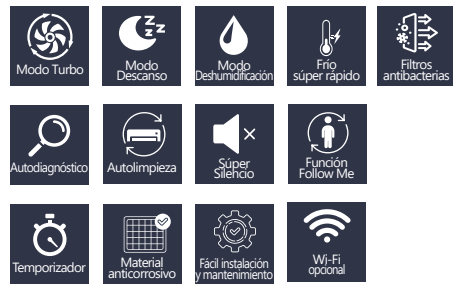 Modo Turbo
Modo
Descanso
Modo
Deshumidificación
Frio
súper rápido
Filtros
antibacterias
Autodiagnóstico
Autolimpieza
Súper
Silencio
Función
Follow Me
Temporizador
Material
anticorrosivo
Fácil instalación
y mantenimiento
Wi-Fi
opcional